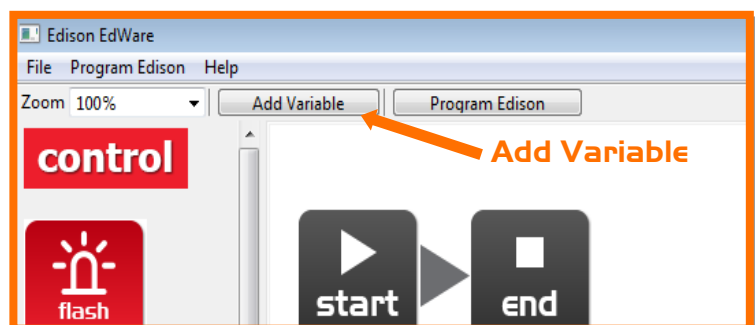 Edison EdWare
File Program Edison Help
Zoom 100% Add Variable Program Edison
control
Add Variable
flash
start end